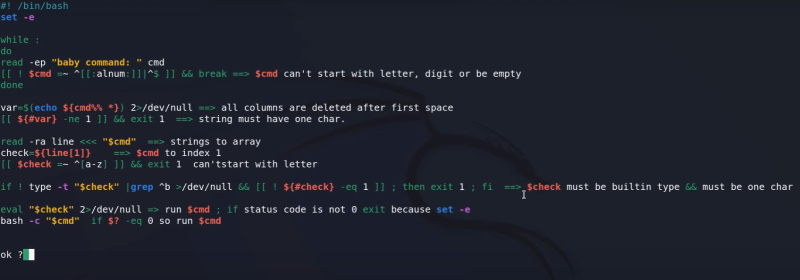 #! /bin/bash
set -e
while :
do
read -ep "baby command: " cmd
[[ ! $cmd =~ ^[[:alnum:]]|^$ ]] && break ==> $cmd can't start with letter, digit or be empty
done
var=$(echo ${cmd%% *}) 2>/dev/null ==> all columns are deleted after first space
[[ ${#var} -ne 1 ]] && exit 1 ==> string must have one char.
read -ra line <<< "$cmd" ==> strings to array
check=${line[1]} ==> $cmd to index 1
[[ $check =~ ^[a-z] ]] && exit 1 can'tstart with letter
if ! type -t "$check" |grep ^b >/dev/null && [[ ! ${#check} -eq 1 ]] ; then exit 1 ; fi ==> $check must be builtin type && must be one char
eval "$check" 2>/dev/null => run $cmd ; if status code is not 0 exit because set -e
bash -c "$cmd" if $? -eq 0 so run $cmd
ok ?